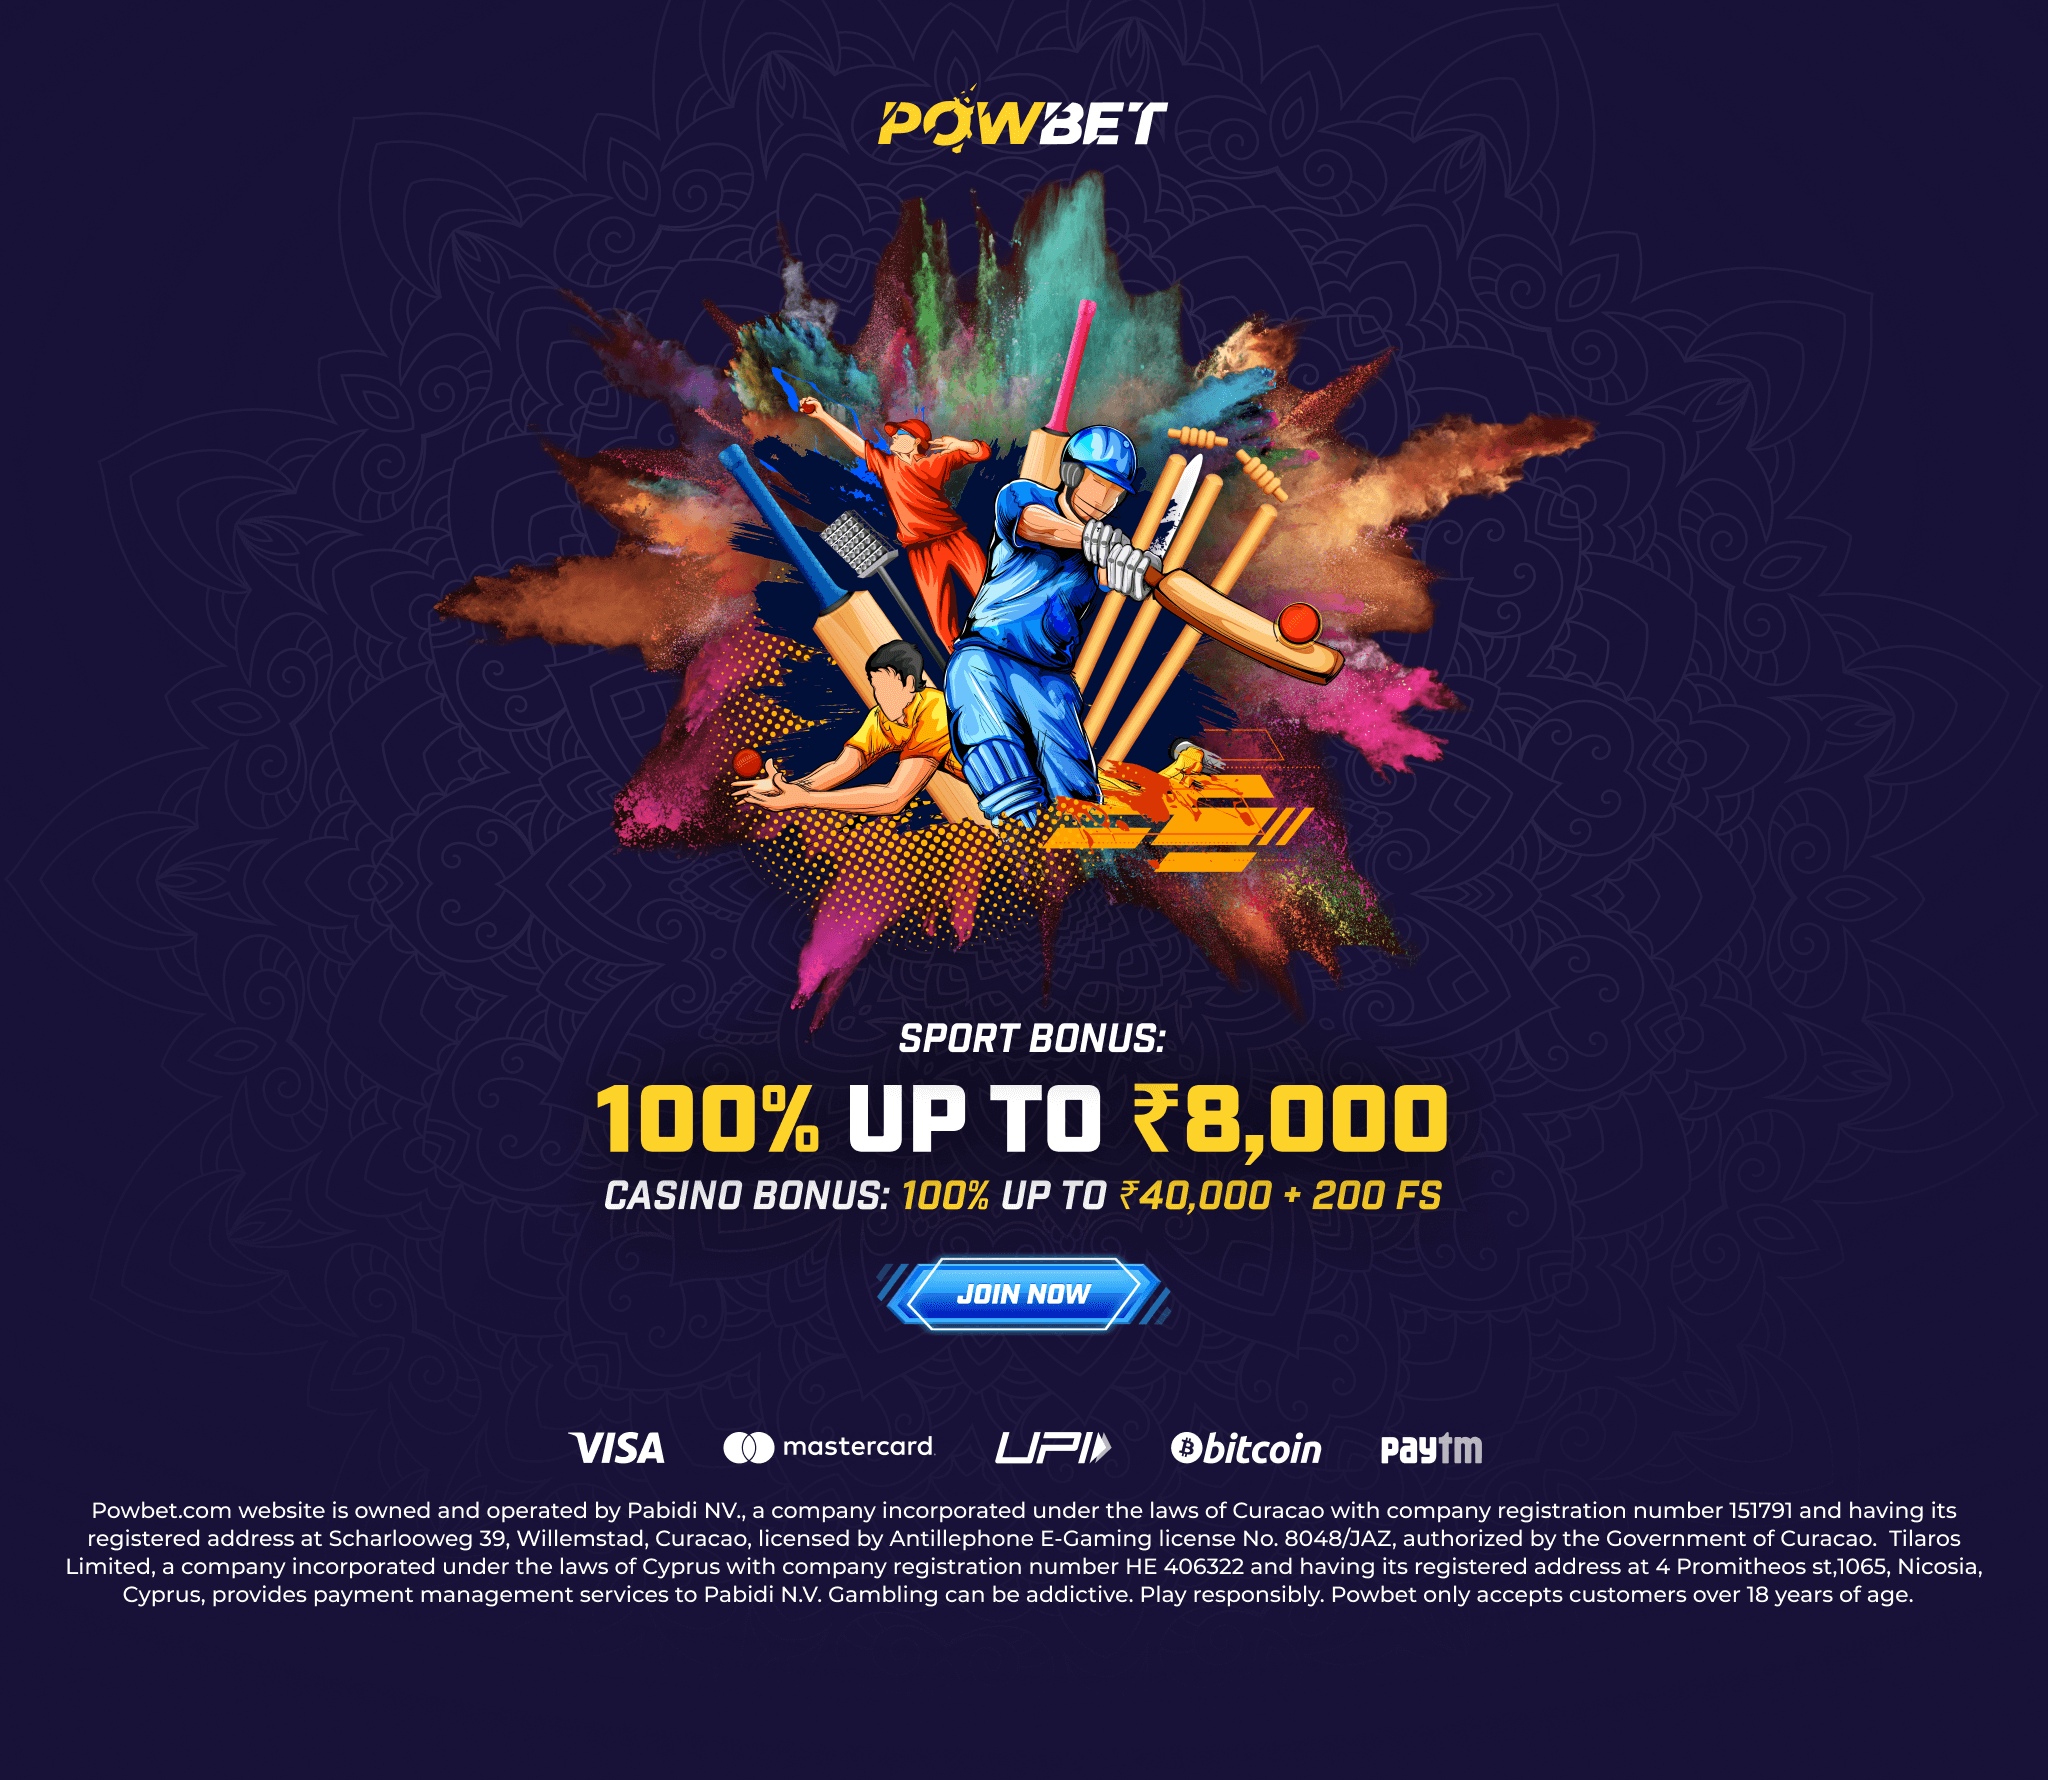 POWBET
SPORT BONUS:
100% UP TO ₹8,000
CASINO BONUS: 100% UP TO ₹40,000 + 200 FS
JOIN NOW
VISA mastercard. UPI bitcoin paytm
Powbet.com website is owned and operated by Pabidi NV., a company incorporated under the laws of Curacao with company registration number 151791 and having its
registered address at Scharlooweg 39, Willemstad, Curacao, licensed by Antillephone E-Gaming license No. 8048/JAZ, authorized by the Government of Curacao. Tilaros
Limited, a company incorporated under the laws of Cyprus with company registration number HE 406322 and having its registered address at 4 Promitheos st,1065, Nicosia,
Cyprus, provides payment management services to Pabidi N.V. Gambling can be addictive. Play responsibly. Powbet only accepts customers over 18 years of age.